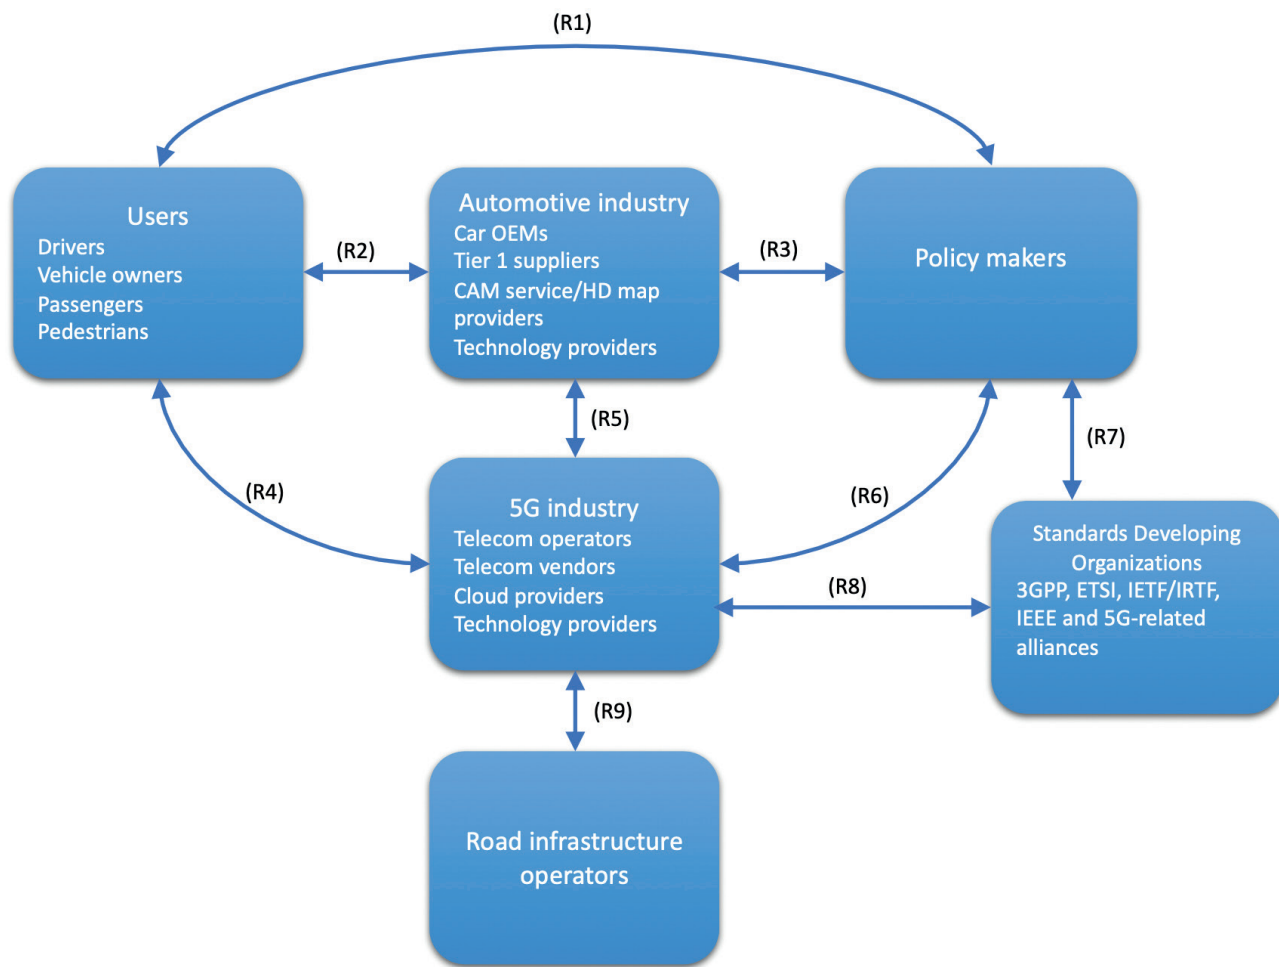 (R1)
Users
Drivers
Vehicle owners
Passengers
Pedestrians
(R2)
Automotive industry
Car OEMs
Tier 1 suppliers
CAM service/HD map
providers
Technology providers
(R3)
Policy makers
(R4)
(R5)
(R6)
(R7)
5G industry
Telecom operators
Telecom vendors
Cloud providers
Technology providers
(R8)
Standards Developing
Organizations
3GPP, ETSI, IETF/IRTF,
IEEE and 5G-related
alliances
(R9)
Road infrastructure
operators